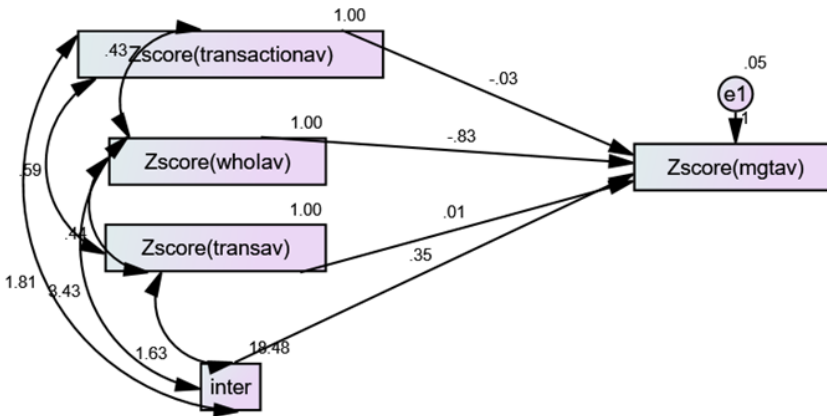 1.00
.43
Zscore(transactionav)
-.03
.05
e1
1
1.00
Zscore(wholav)
-.83
Zscore(mgtav)
.59
1.00
Zscore(transav)
.01
.44
.35
1.81
3.43
18.48
1.63
inter